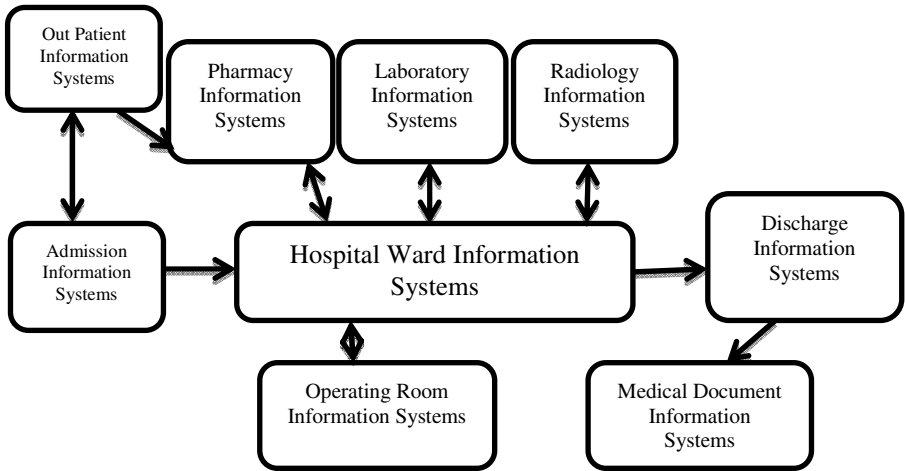 Out Patient
Information
Systems
Pharmacy
Information
Systems
Laboratory
Information
Systems
Radiology
Information
Systems
Admission
Information
Systems
Hospital Ward Information
Systems
Discharge
Information
Systems
Operating Room
Information Systems
Medical Document
Information
Systems